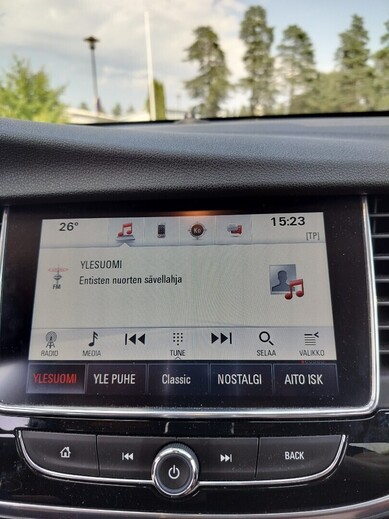 26°
15:23
Ko
[TP]
YLESUOMI
FM
Entisten nuorten sävellahja
RADIO MEDIA TUNE SELAA VALIKKO
YLESUOMI YLE PUHE Classic NOSTALGI AITO ISK
BACK